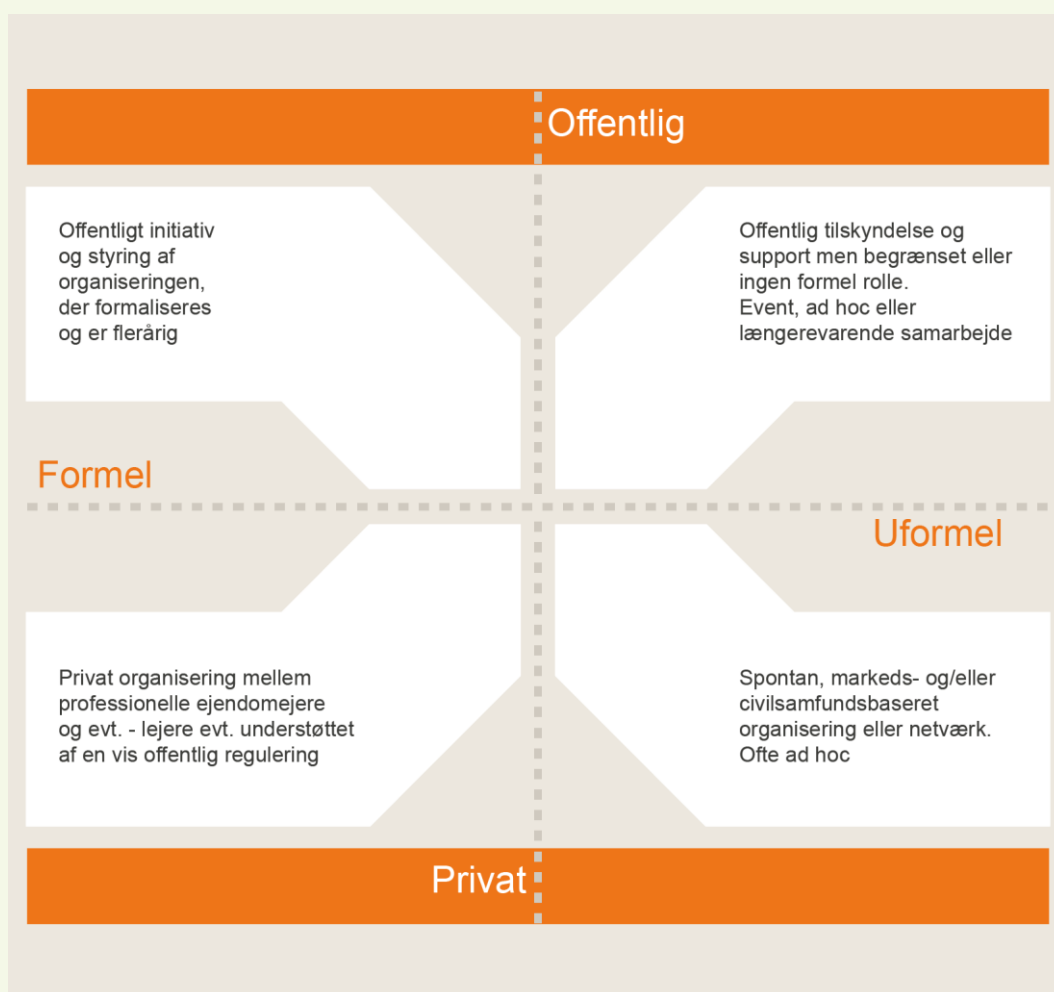 Offentlig
Offentligt initiativ
og styring af
organiseringen,
der formaliseres
og er flerårig
Offentlig tilskyndelse og
support men begrænset eller
ingen formel rolle.
Event, ad hoc eller
længerevarende samarbejde
Formel
Uformel
Privat organisering mellem
professionelle ejendomejere
og evt. - lejere evt. understøttet
af en vis offentlig regulering
Spontan, markeds- og/eller
civilsamfundsbaseret
organisering eller netværk.
Ofte ad hoc
Privat